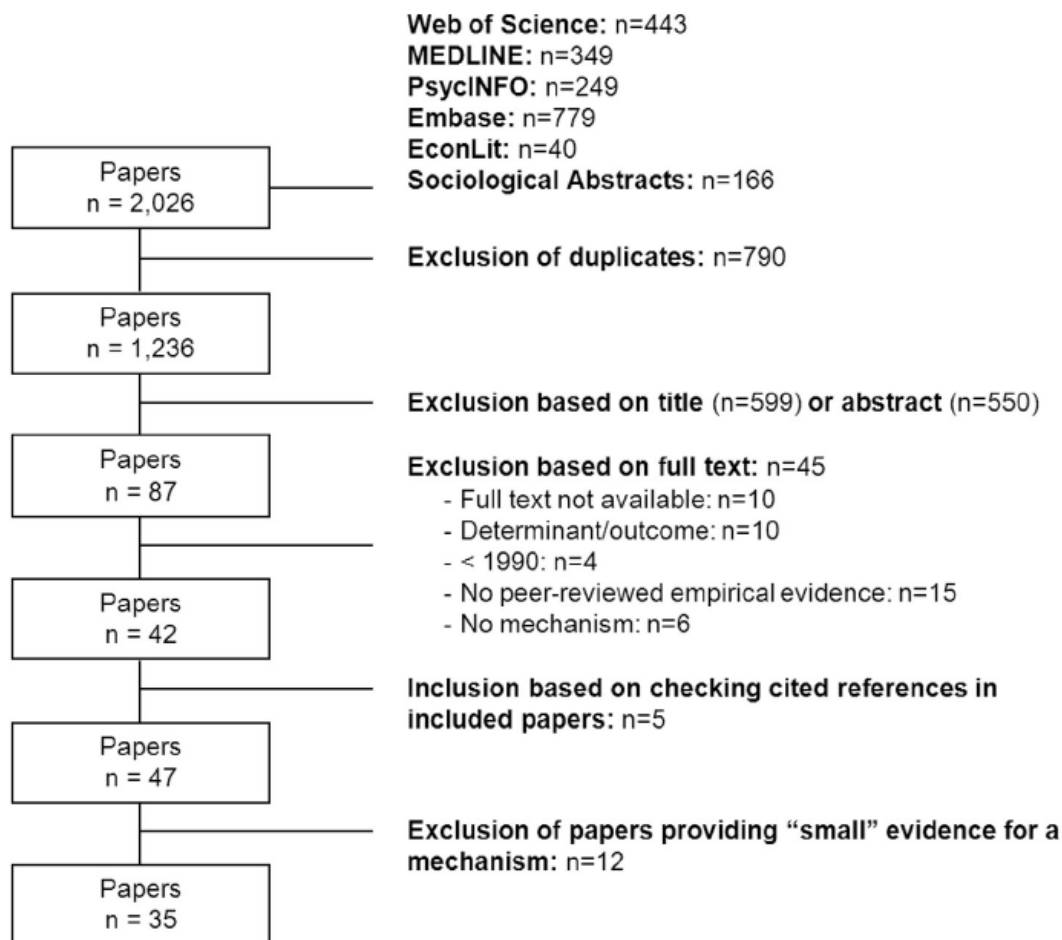 Web of Science: n=443
MEDLINE: n=349
PsycINFO: n=249
Embase: n=779
EconLit: n=40
Sociological Abstracts: n=166
Papers
n = 2,026
Exclusion of duplicates: n=790
Papers
n = 1,236
Exclusion based on title (n=599) or abstract (n=550)
Papers
n = 87
Exclusion based on full text: n=45
- Full text not available: n=10
- Determinant/outcome: n=10
- < 1990: n=4
- No peer-reviewed empirical evidence: n=15
- No mechanism: n=6
Papers
n = 42
Inclusion based on checking cited references in
included papers: n=5
Papers
n = 47
Exclusion of papers providing “small” evidence for a
mechanism: n=12
Papers
n = 35